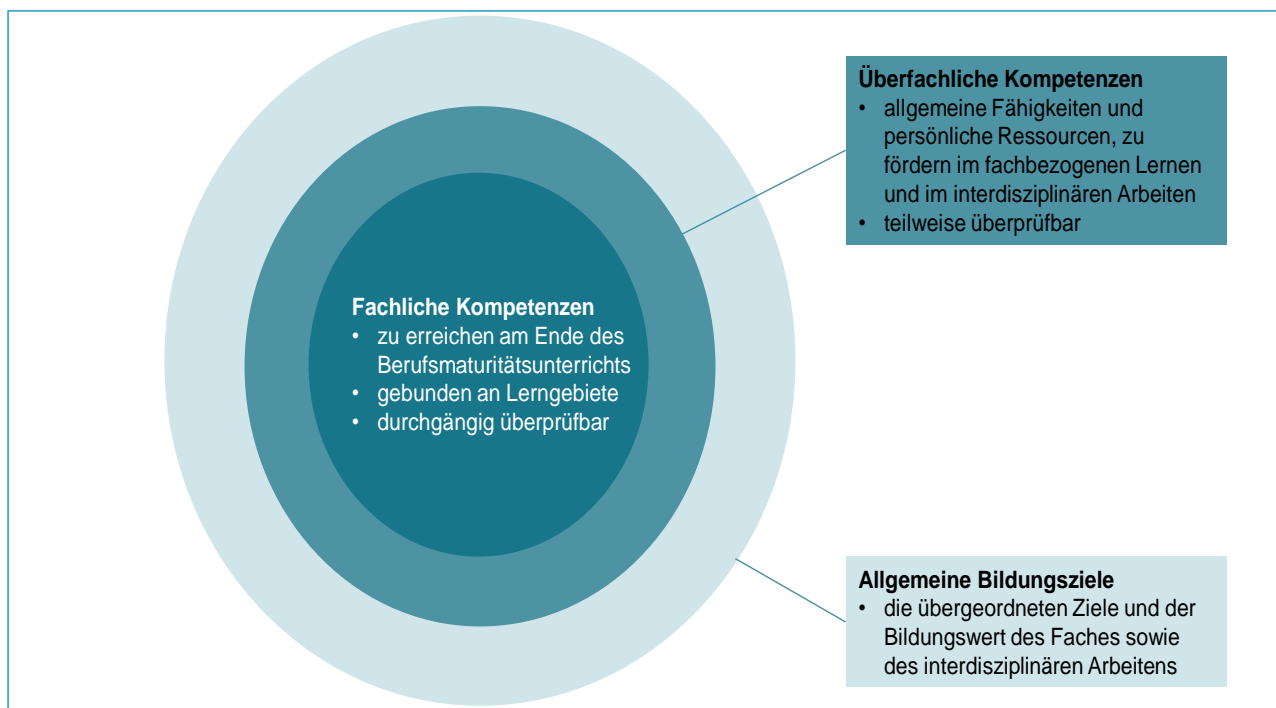 Überfachliche Kompetenzen
• allgemeine Fähigkeiten und
persönliche Ressourcen, zu
fördern im fachbezogenen Lernen
und im interdisziplinären Arbeiten
• teilweise überprüfbar
Fachliche Kompetenzen
• zu erreichen am Ende des
Berufsmaturitätsunterrichts
• gebunden an Lerngebiete
• durchgängig überprüfbar
Allgemeine Bildungsziele
• die übergeordneten Ziele und der
Bildungswert des Faches sowie
des interdisziplinären Arbeitens